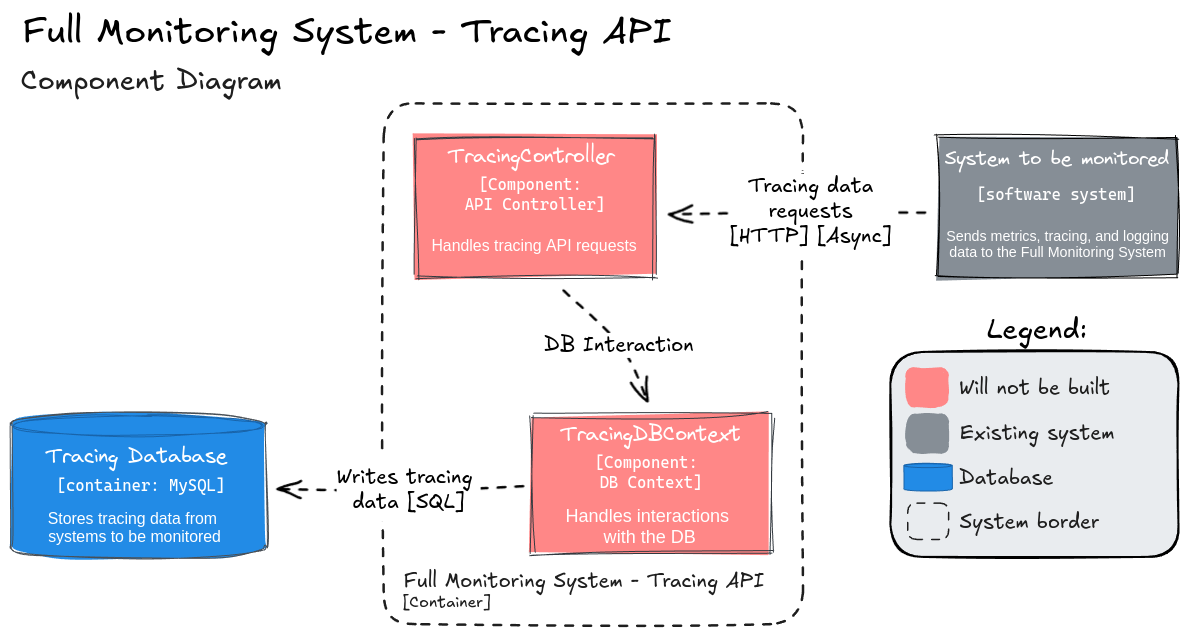 Full Monitoring System - Tracing API
Component Diagram
TracingController
[Component:
API Controller]
Handles tracing API requests
Tracing data
requests
[HTTP] [Async]
System to be monitored
[software system]
Sends metrics, tracing, and logging
data to the Full Monitoring System
DB Interaction
Legend:
Will not be built
Existing system
Database
System border
TracingDBContext
[Component:
DB Context]
Handles interactions
with the DB
Writes tracing
data [SQL]
Tracing Database
[container: MySQL]
Stores tracing data from
systems to be monitored
Full Monitoring System - Tracing API
[Container]